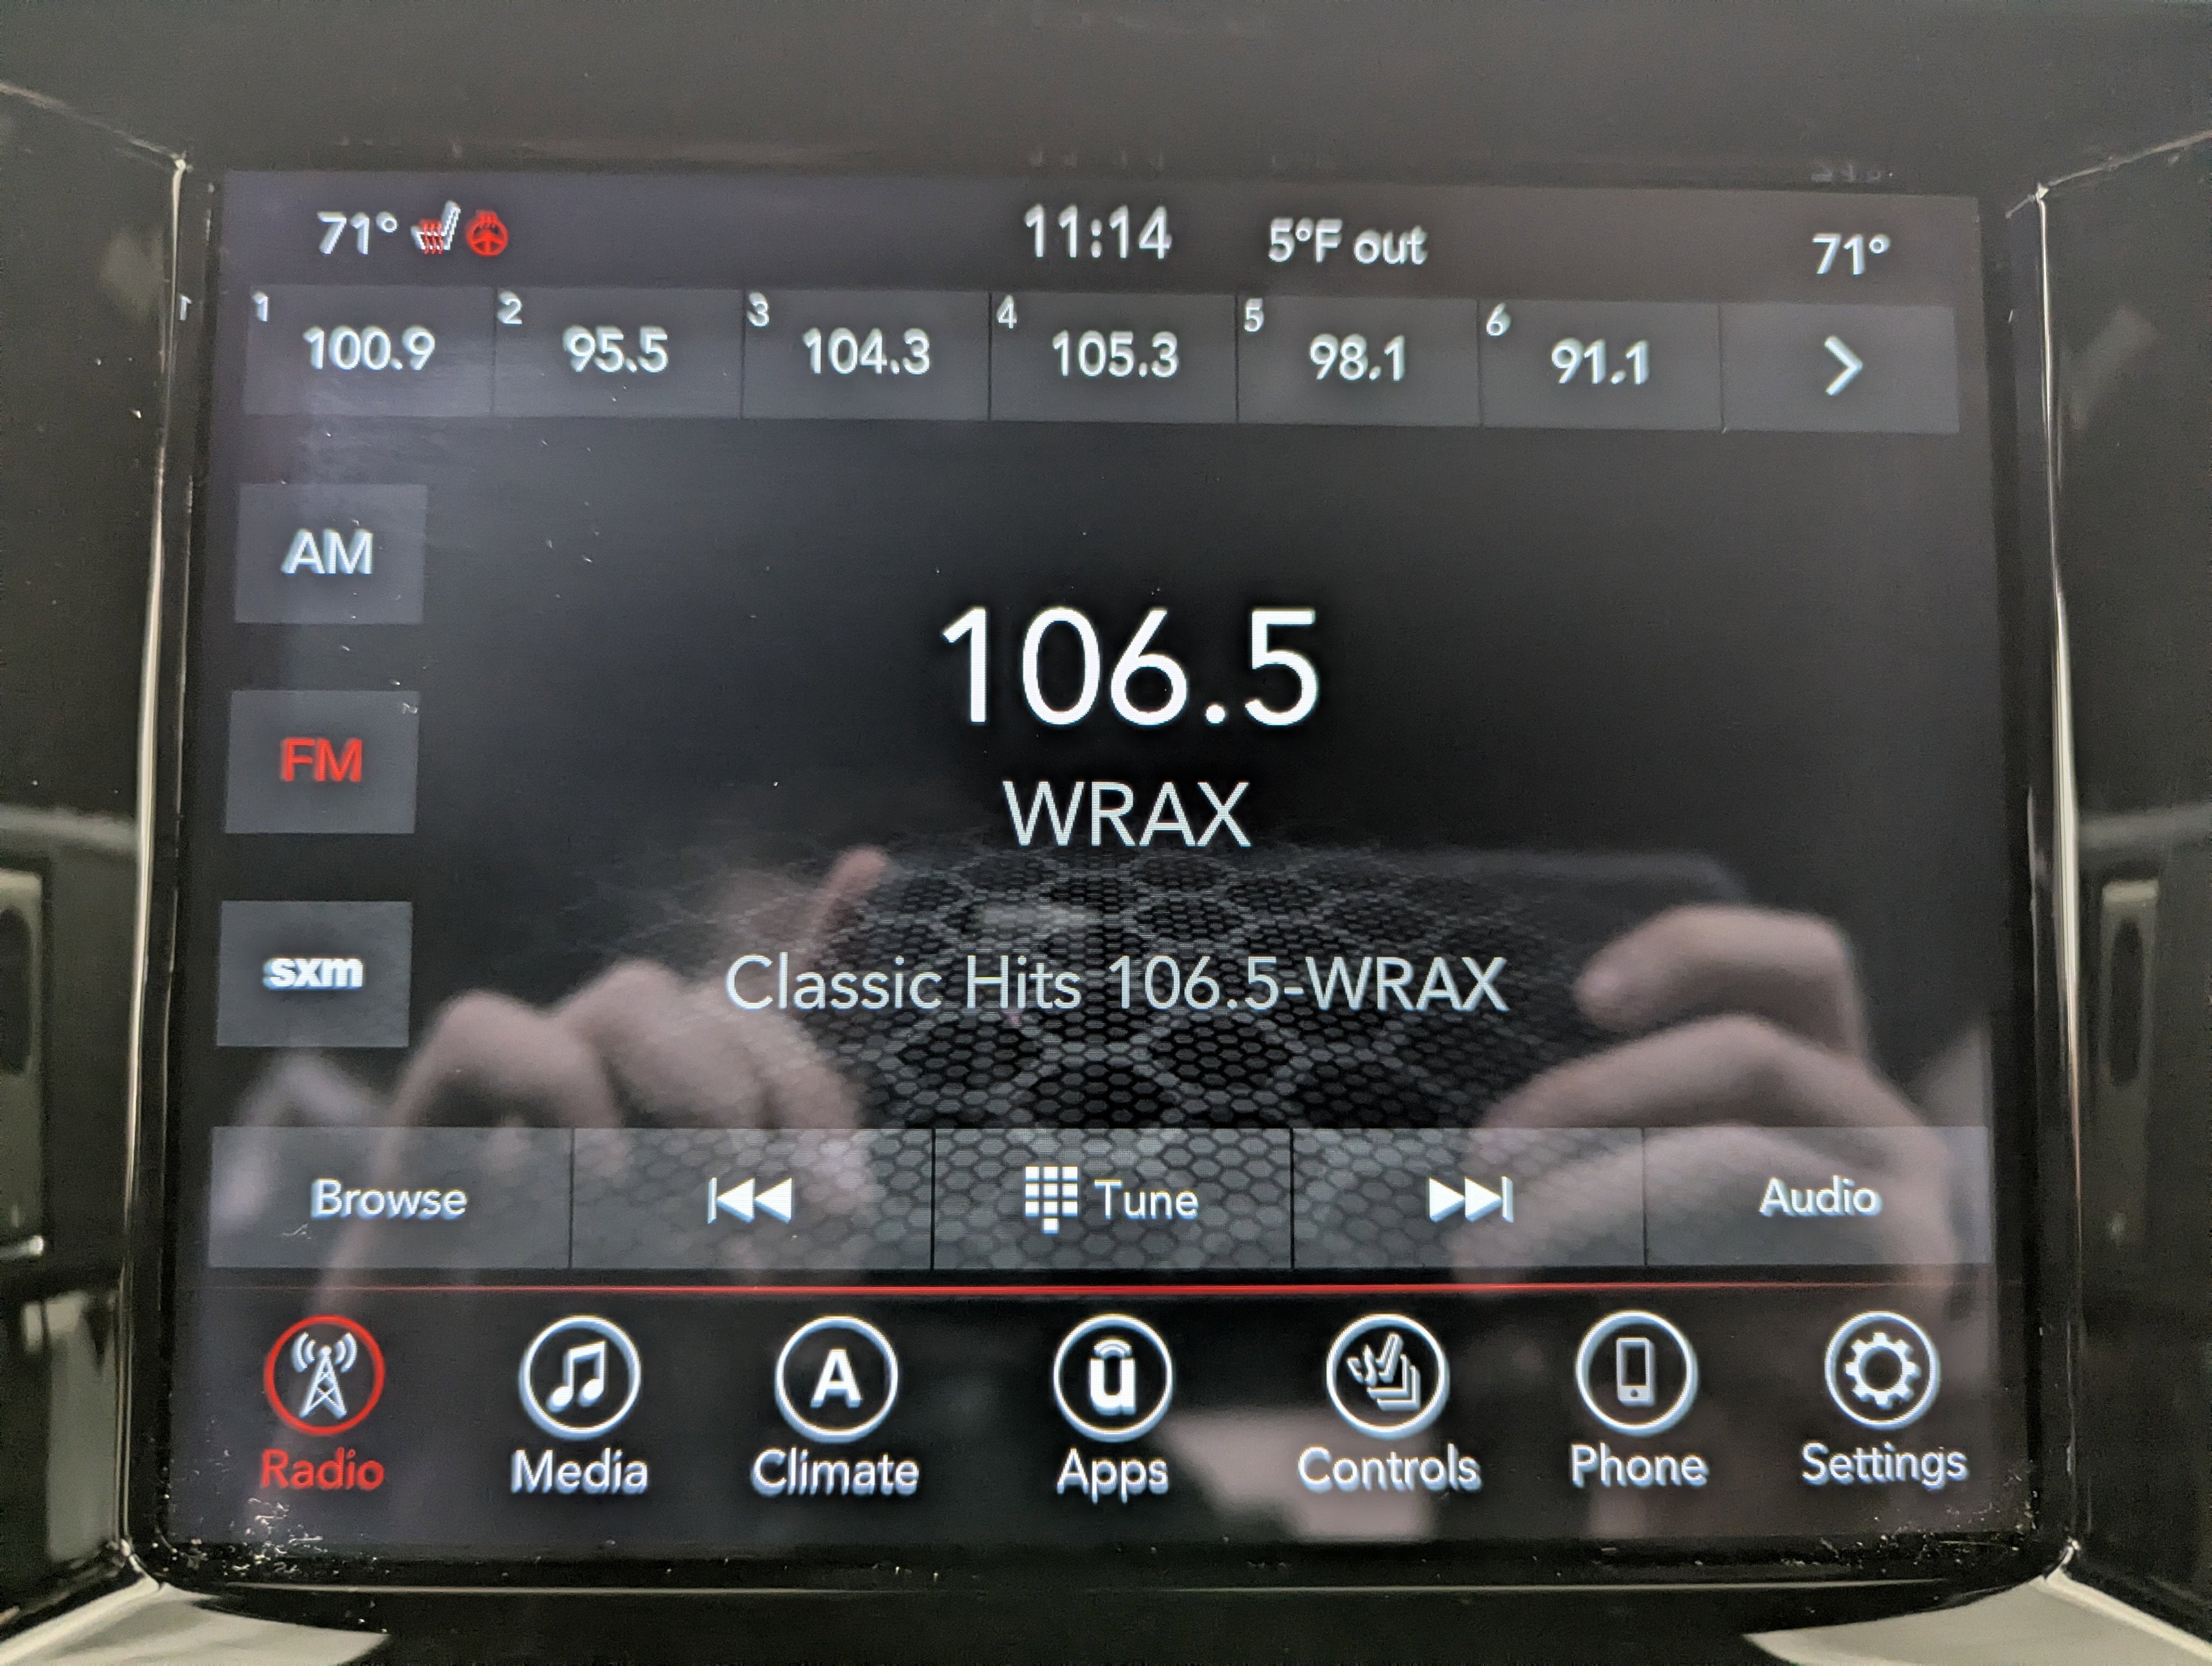 71° 11:14 5°F out 71°
1 100.9 2 95.5 3 104.3 4 105.3 5 98.1 6 91.1
AM
106.5
FM
WRAX
sxm
Classic Hits 106.5-WRAX
Browse Tune Audio
A u
Radio Media Climate Apps Controls Phone Settings